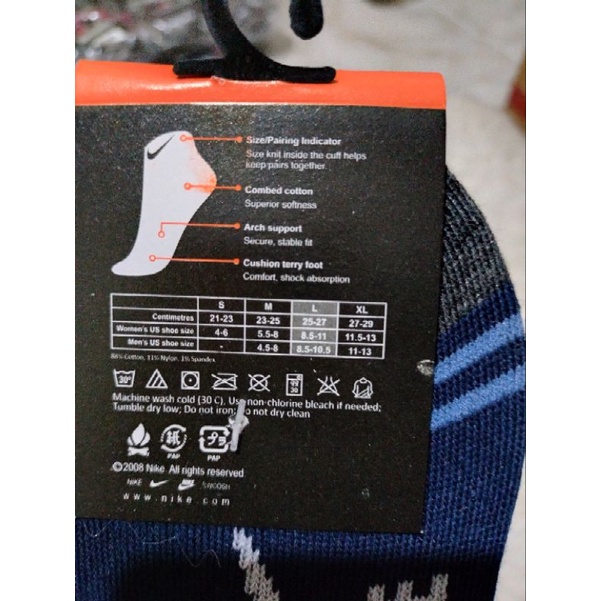 Size/Pairing Indicator
Size knit inside the cuff helps
keep pairs together.
Combed cotton
Superior softness
Arch support
Secure, stable fit
Cushion terry foot
Comfort, shock absorption
S M L XL
Centimetres 21-23 23-25 25-27 27-29
Women's US shoe size 4-6 5.5-8 8.5-11 11.5-13
Men's US shoe size 4.5-8 8.5-10.5 11-13
Cotton, 11% Nylon, 1% Spandex
30°
30
Machine wash cold (30 C), Use non-chlorine bleach if needed;
Tumble dry low; Do not iron; Do not dry clean
紙 プラ
PAP PAP
©2008 Nike. All rights reserved
NIKE SWOOSH
www.nike.com